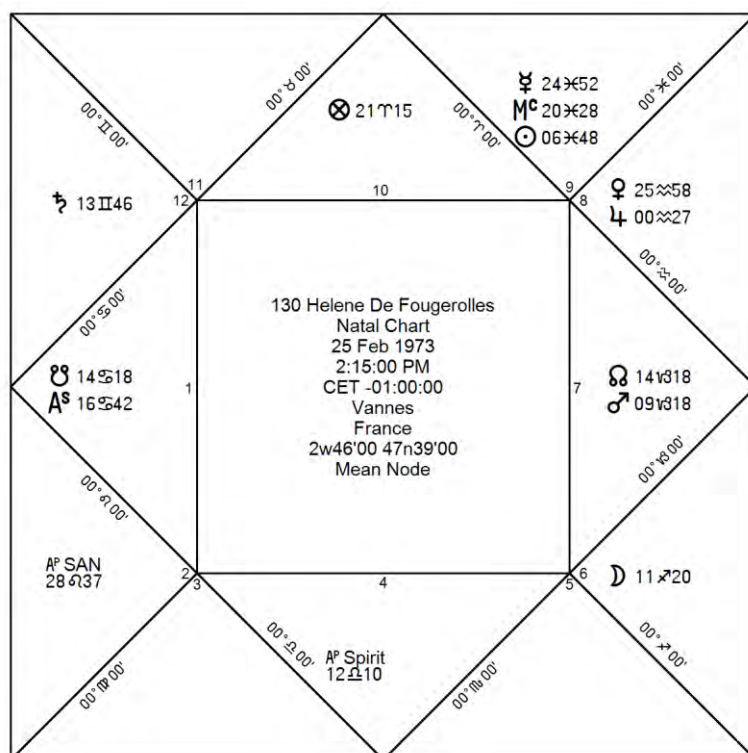 00°♉00'
☿ 24♓52
00°♓00'
00°♊00'
⊗ 21♈15
00°♈00'
M꜀ 20♓28
☉ 06♓48
11
9
12
10
8
♄ 13♊46
♀ 25♒58
♃ 00♒27
00°♋00'
00°♒00'
130 Helene De Fougerolles
Natal Chart
25 Feb 1973
2:15:00 PM
CET -01:00:00
Vannes
France
2w46'00 47n39'00
Mean Node
☋ 14♋18
As 16♋42
1
7
☊ 14♑18
♂ 09♑18
00°♌00'
00°♑00'
AP SAN
28♌37
2
3
4
5
6
☽ 11♐20
00°♍00'
00°♎00'
AP Spirit
12♎10
00°♏00'
00°♐00'